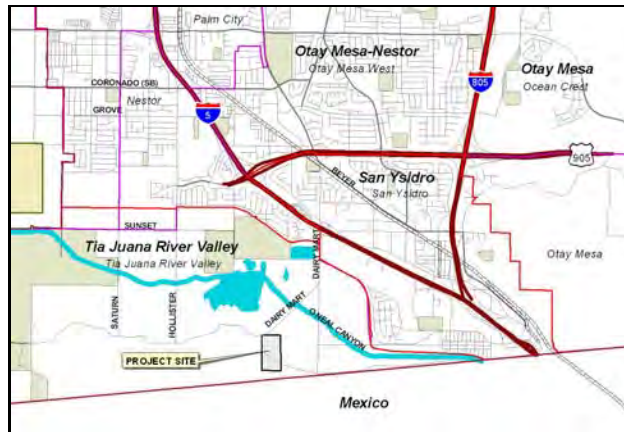 Palm City
Otay Mesa-Nestor
Otay Mesa West
805
Otay Mesa
Ocean Crest
CORONADO (SB)
Nestor
GROVE
5
905
BEYER
San Ysidro
San Ysidro
SUNSET
Tia Juana River Valley
Tia Juana River Valley
DAIRY MART
Otay Mesa
SATURN
HOLLISTER
DAIRY MART
O NEAL CANYON
PROJECT SITE
Mexico